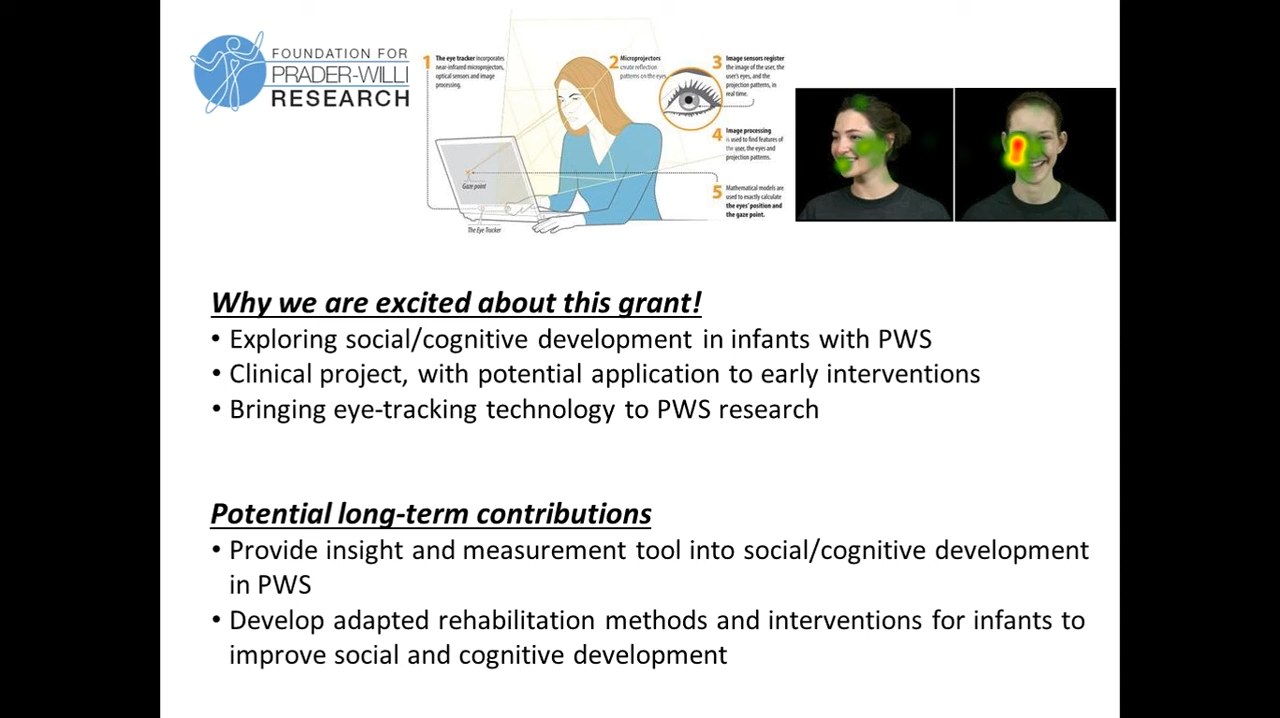 FOUNDATION FOR
PRADER-WILLI
RESEARCH
1 The eye tracker incorporates
near-infrared microprojectors,
optical sensors and image
processing.
2 Microprojectors
create reflection
patterns on the eyes.
3 Image sensors register
the image of the user, the
user's eyes, and the
projection patterns, in
real time.
4 Image processing
is used to find features of
the user, the eyes and
projection patterns.
5 Mathematical models are
used to exactly calculate
the eyes' position and
the gaze point.
Gaze point
The Eye Tracker
Why we are excited about this grant!
• Exploring social/cognitive development in infants with PWS
• Clinical project, with potential application to early interventions
• Bringing eye-tracking technology to PWS research
Potential long-term contributions
• Provide insight and measurement tool into social/cognitive development
in PWS
• Develop adapted rehabilitation methods and interventions for infants to
improve social and cognitive development